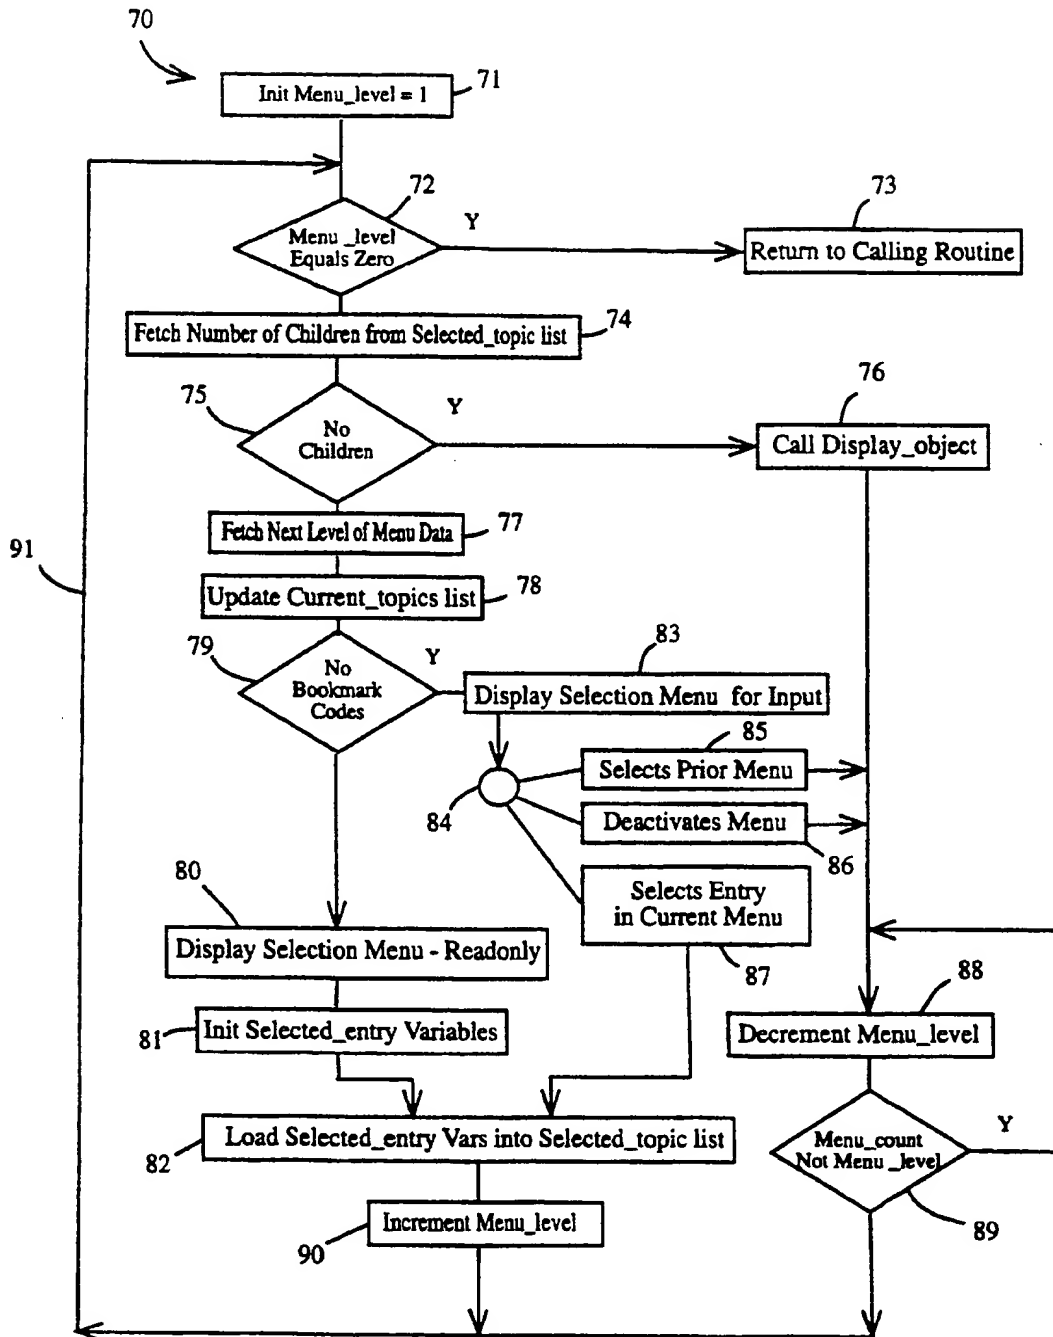 70
Init Menu_level = 1
71
72
Menu _level
Equals Zero
Y
73
Return to Calling Routine
Fetch Number of Children from Selected_topic list
74
75
No
Children
Y
76
Call Display_object
Fetch Next Level of Menu Data
77
91
Update Current_topics list
78
79
No
Bookmark
Codes
Y
83
Display Selection Menu for Input
84
85
Selects Prior Menu
Deactivates Menu
86
Selects Entry
in Current Menu
87
80
Display Selection Menu - Readonly
88
Decrement Menu_level
81
Init Selected_entry Variables
82
Load Selected_entry Vars into Selected_topic list
Menu_count
Not Menu _level
Y
89
90
Increment Menu_level